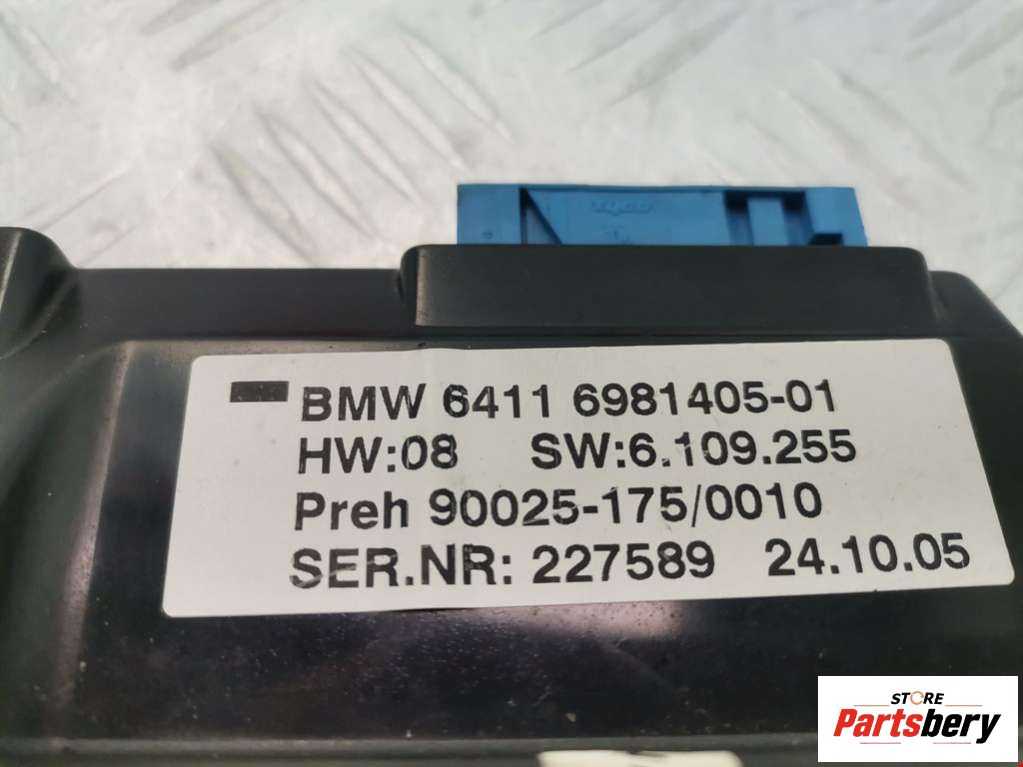 tyco
BMW 6411 6981405-01
HW:08 SW:6.109.255
Preh 90025-175/0010
SER.NR: 227589 24.10.05
STORE
Partsbery